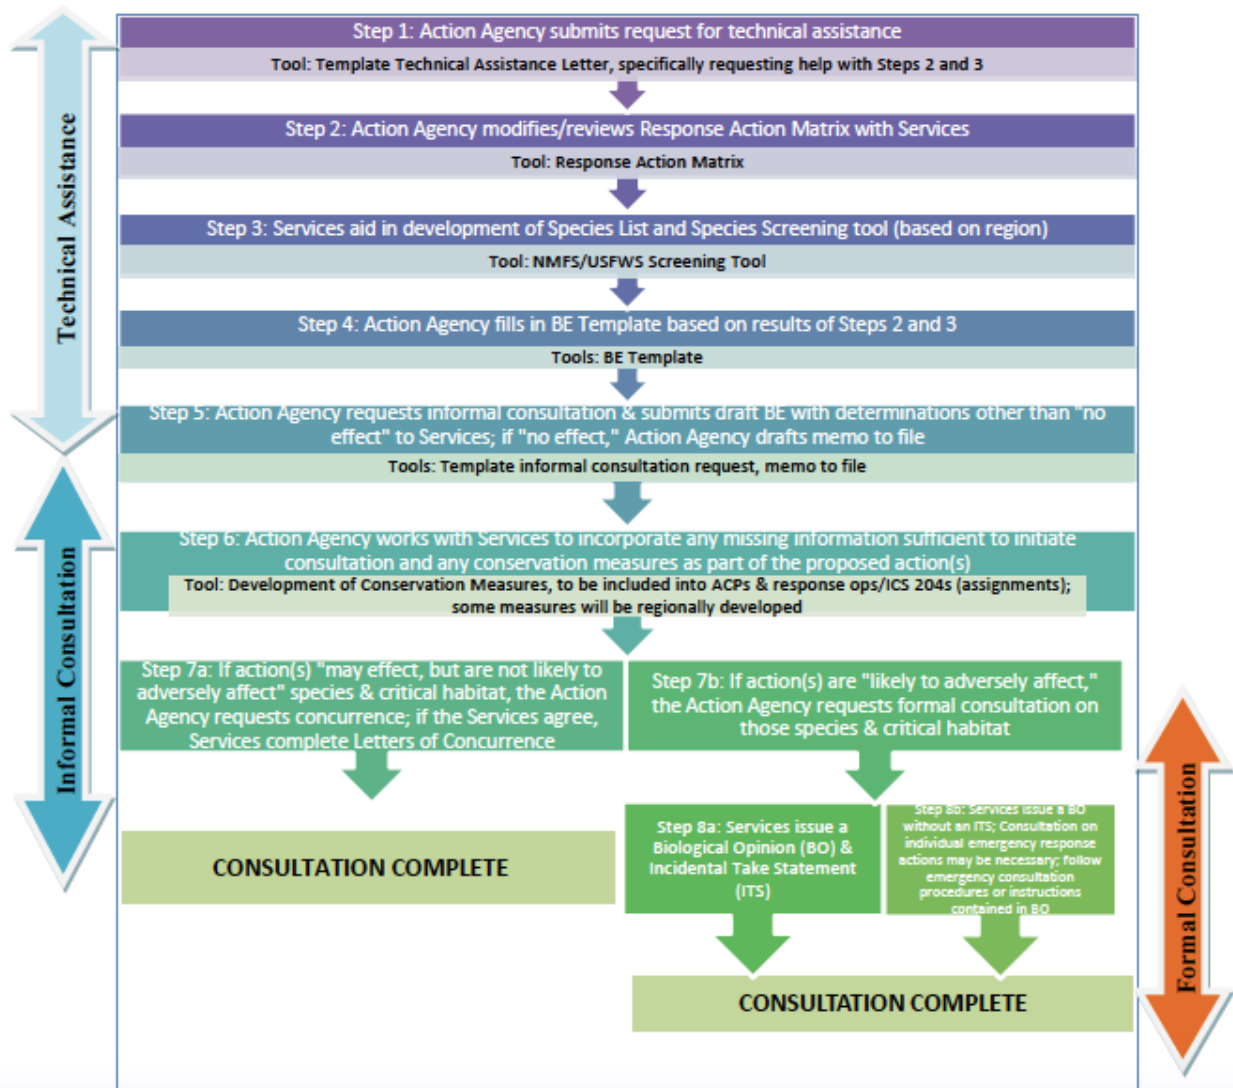 Step 1: Action Agency submits request for technical assistance
Tool: Template Technical Assistance Letter, specifically requesting help with Steps 2 and 3
Step 2: Action Agency modifies/reviews Response Action Matrix with Services
Tool: Response Action Matrix
Step 3: Services aid in development of Species List and Species Screening tool (based on region)
Tool: NMFS/USFWS Screening Tool
Step 4: Action Agency fills in BE Template based on results of Steps 2 and 3
Tools: BE Template
Technical Assistance
Step 5: Action Agency requests informal consultation & submits draft BE with determinations other than "no
effect" to Services; if "no effect," Action Agency drafts memo to file
Tools: Template informal consultation request, memo to file
Step 6: Action Agency works with Services to incorporate any missing information sufficient to initiate
consultation and any conservation measures as part of the proposed action(s)
Tool: Development of Conservation Measures, to be included into ACPs & response ops/ICS 204s (assignments);
some measures will be regionally developed
Informal Consultation
Step 7a: If action(s) "may effect, but are not likely to
adversely affect" species & critical habitat, the Action
Agency requests concurrence; if the Services agree,
Services complete Letters of Concurrence
Step 7b: If action(s) are "likely to adversely affect,"
the Action Agency requests formal consultation on
those species & critical habitat
CONSULTATION COMPLETE
Step 8a: Services issue a
Biological Opinion (BO) &
Incidental Take Statement
(ITS)
Step 8b: Services issue a BO
without an ITS; Consultation on
individual emergency response
actions may be necessary; follow
emergency consultation
procedures or instructions
contained in BO
Formal Consultation
CONSULTATION COMPLETE